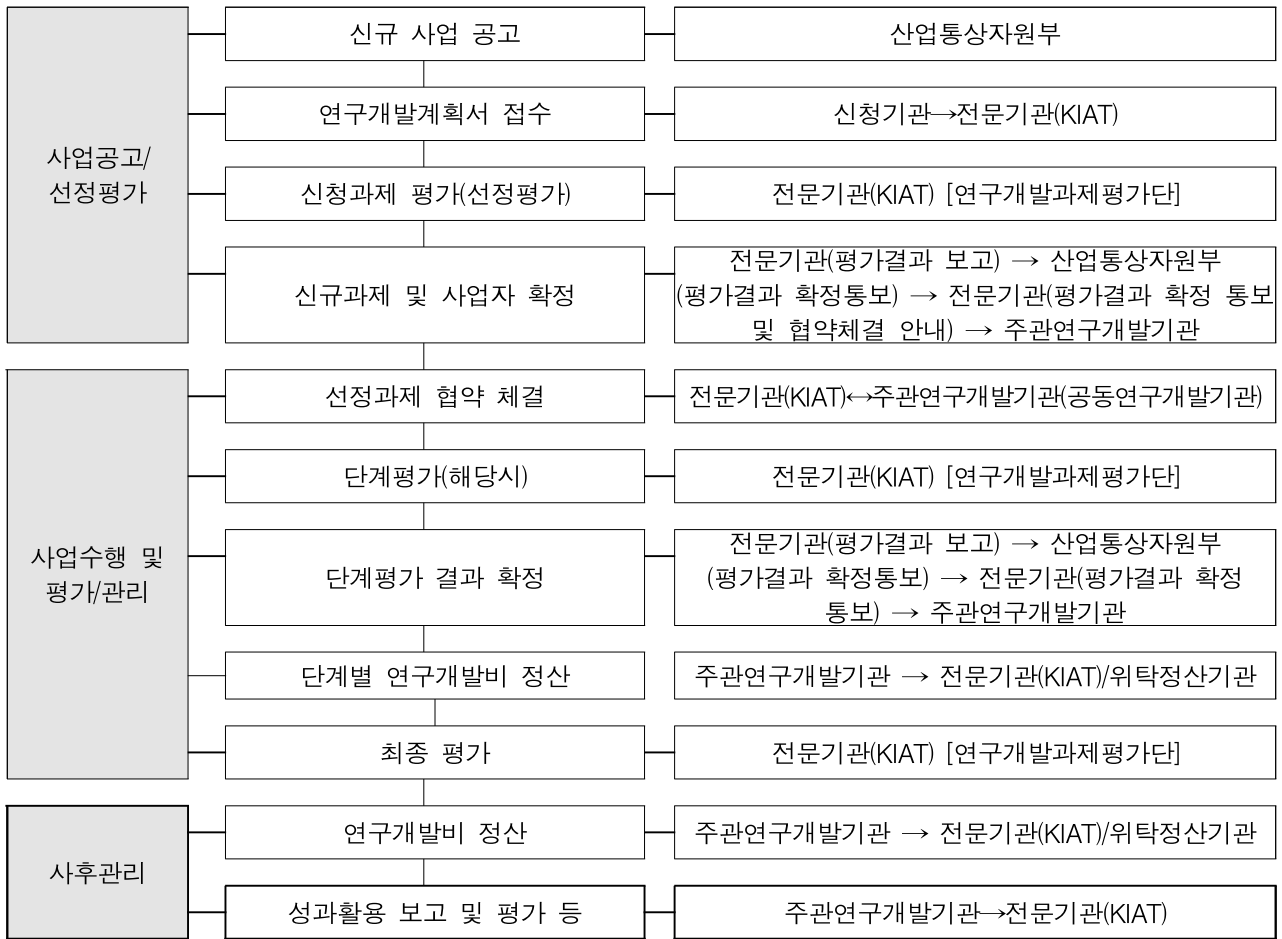 사업공고/
선정평가
신규 사업 공고
산업통상자원부
연구개발계획서 접수
신청기관→전문기관(KIAT)
신청과제 평가(선정평가)
전문기관(KIAT) [연구개발과제평가단]
신규과제 및 사업자 확정
전문기관(평가결과 보고) → 산업통상자원부
(평가결과 확정통보) → 전문기관(평가결과 확정 통보
및 협약체결 안내) → 주관연구개발기관
사업수행 및
평가/관리
선정과제 협약 체결
전문기관(KIAT)↔주관연구개발기관(공동연구개발기관)
단계평가(해당시)
전문기관(KIAT) [연구개발과제평가단]
단계평가 결과 확정
전문기관(평가결과 보고) → 산업통상자원부
(평가결과 확정통보) → 전문기관(평가결과 확정
통보) → 주관연구개발기관
단계별 연구개발비 정산
주관연구개발기관 → 전문기관(KIAT)/위탁정산기관
최종 평가
전문기관(KIAT) [연구개발과제평가단]
사후관리
연구개발비 정산
주관연구개발기관 → 전문기관(KIAT)/위탁정산기관
성과활용 보고 및 평가 등
주관연구개발기관→전문기관(KIAT)